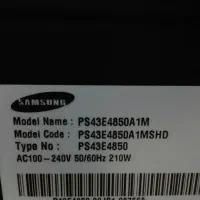 SAMSUNG
Model Name : PS43E4850A1M
Model Code : PS43E4850A1MSHD
Type No : PS43E4850
AC100-240V 50/60Hz 210W